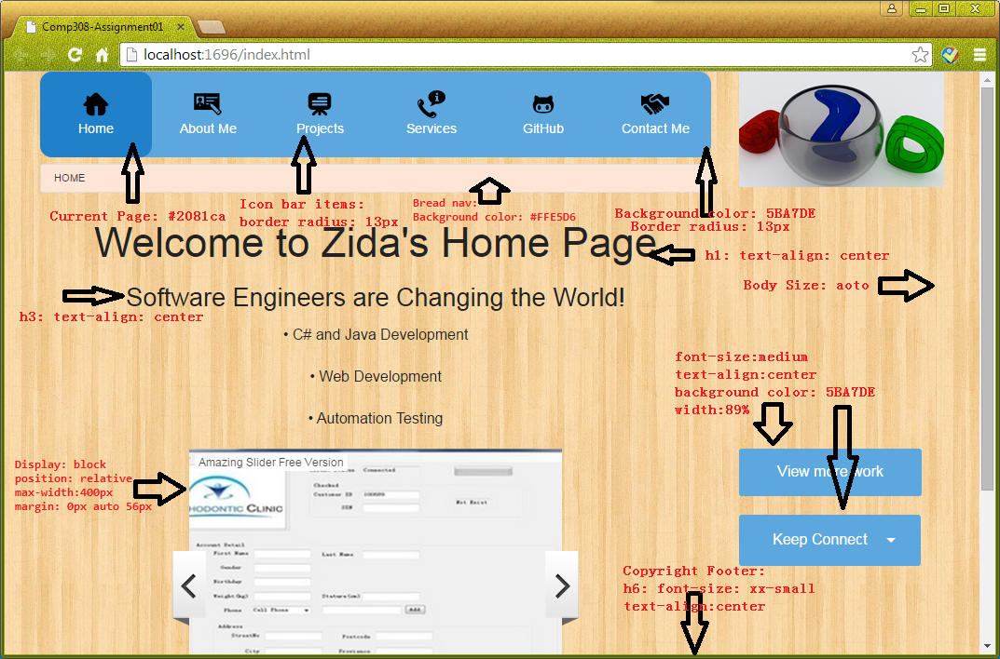 Comp308-Assignment01
localhost:1696/index.html
Home
About Me
Projects
Services
GitHub
Contact Me
HOME
Current Page: #2081ca
Icon bar items:
border radius: 13px
Bread nav:
Background color: #FFE5D6
Background color: 5BA7DE
Border radius: 13px
Welcome to Zida's Home Page
h1: text-align: center
Body Size: aoto
Software Engineers are Changing the World!
h3: text-align: center
• C# and Java Development
• Web Development
• Automation Testing
font-size:medium
text-align:center
background color: 5BA7DE
width:89%
View more work
Keep Connect
Display: block
position: relative
max-width:400px
margin: 0px auto 56px
Amazing Slider Free Version
Connected
HODONTIC CLINIC
Checked
Customer ID
SIN
Not Exist
Account Detail
First Name
Last Name
Gender
Birthday
Weight(kg)
Stature(cm)
Phone
Cell Phone
Add
Address
StreetNo
Postcode
City
Province
Copyright Footer:
h6: font-size: xx-small
text-align:center